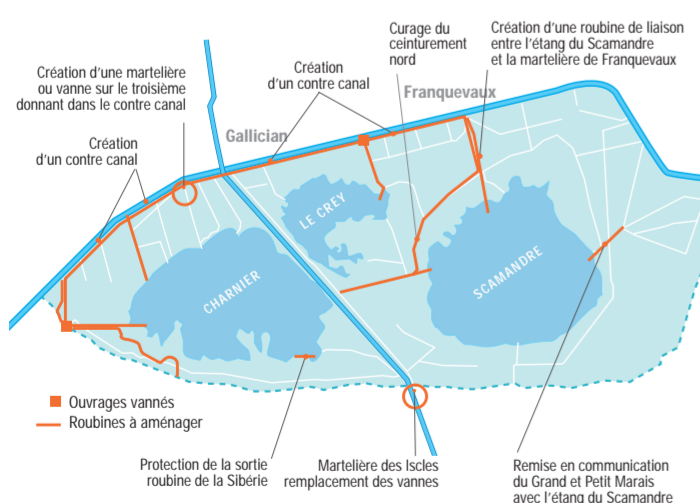 Curage du
ceinturement
nord
Création d'une roubine de liaison
entre l'étang du Scamandre
et la martelière de Franquevaux
Création d'une martelière
ou vanne sur le troisième
donnant dans le contre canal
Création
d'un contre canal
Franquevaux
Gallician
Création
d'un contre canal
LE CREY
CHARNIER
SCAMANDRE
Ouvrages vannés
Roubines à aménager
Protection de la sortie
roubine de la Sibérie
Martelière des Iscles
remplacement des vannes
Remise en communication
du Grand et Petit Marais
avec l'étang du Scamandre